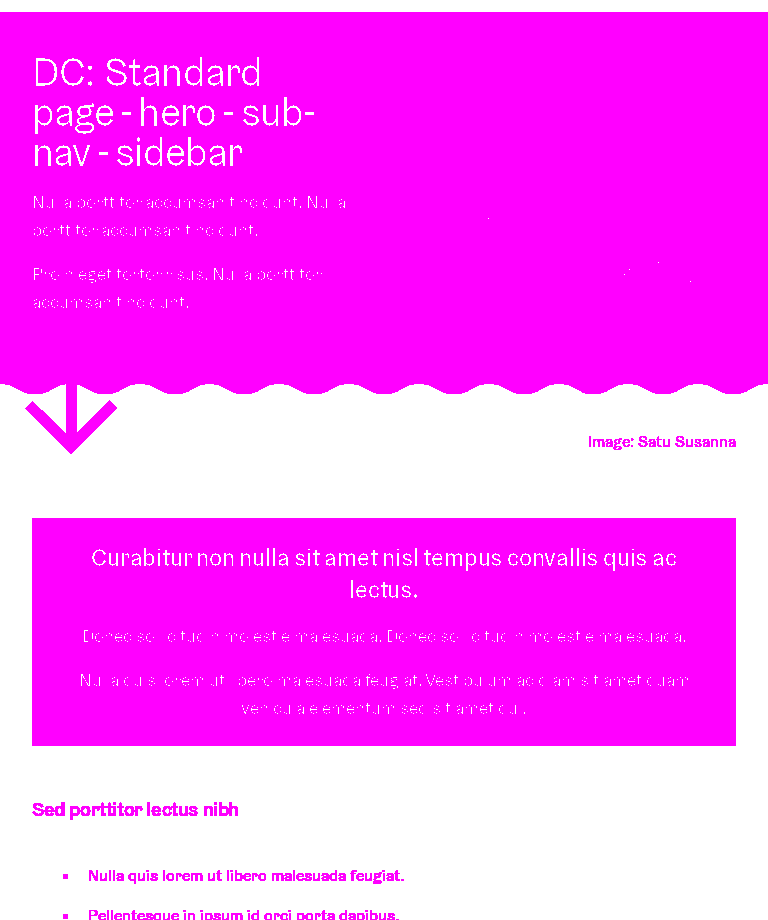 DC: Standard
page - hero - sub-
nav - sidebar
Nulla porttitor accumsan tincidunt. Nulla
porttitor accumsan tincidunt.
Proin eget tortor risus. Nulla porttitor
accumsan tincidunt.
Image: Satu Susanna
Curabitur non nulla sit amet nisl tempus convallis quis ac
lectus.
Donec sollicitudin molestie malesuada. Donec sollicitudin molestie malesuada.
Nulla quis lorem ut libero malesuada feugiat. Vestibulum ac diam sit amet quam
vehicula elementum sed sit amet dui.
Sed porttitor lectus nibh
Nulla quis lorem ut libero malesuada feugiat.
Pellentesque in ipsum id orci porta dapibus.